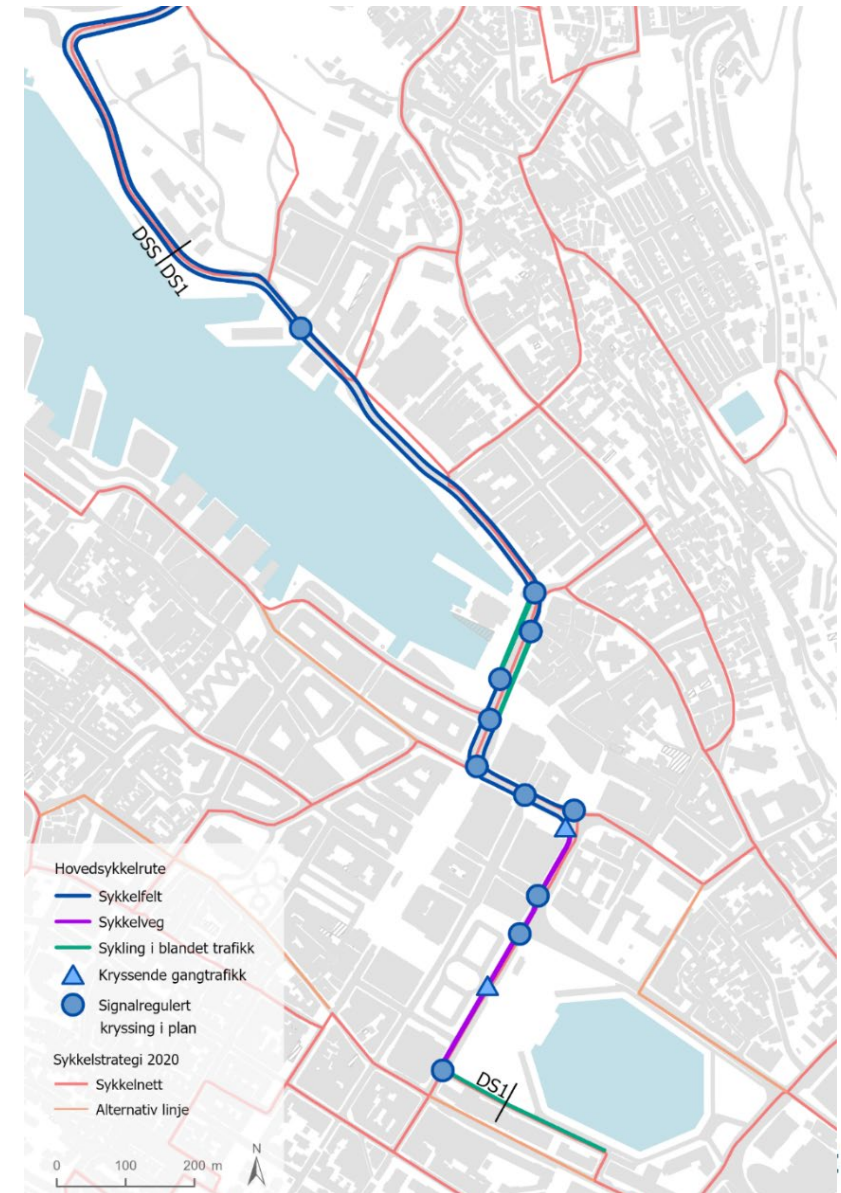 DSS
DS1
Hovedsykkelrute
Sykkelfelt
Sykkelveg
Sykling i blandet trafikk
Kryssende gangtrafikk
Signalregulert
kryssing i plan
Sykkelstrategi 2020
Sykkelnett
Alternativ linje
DS1
N
0 100 200 m